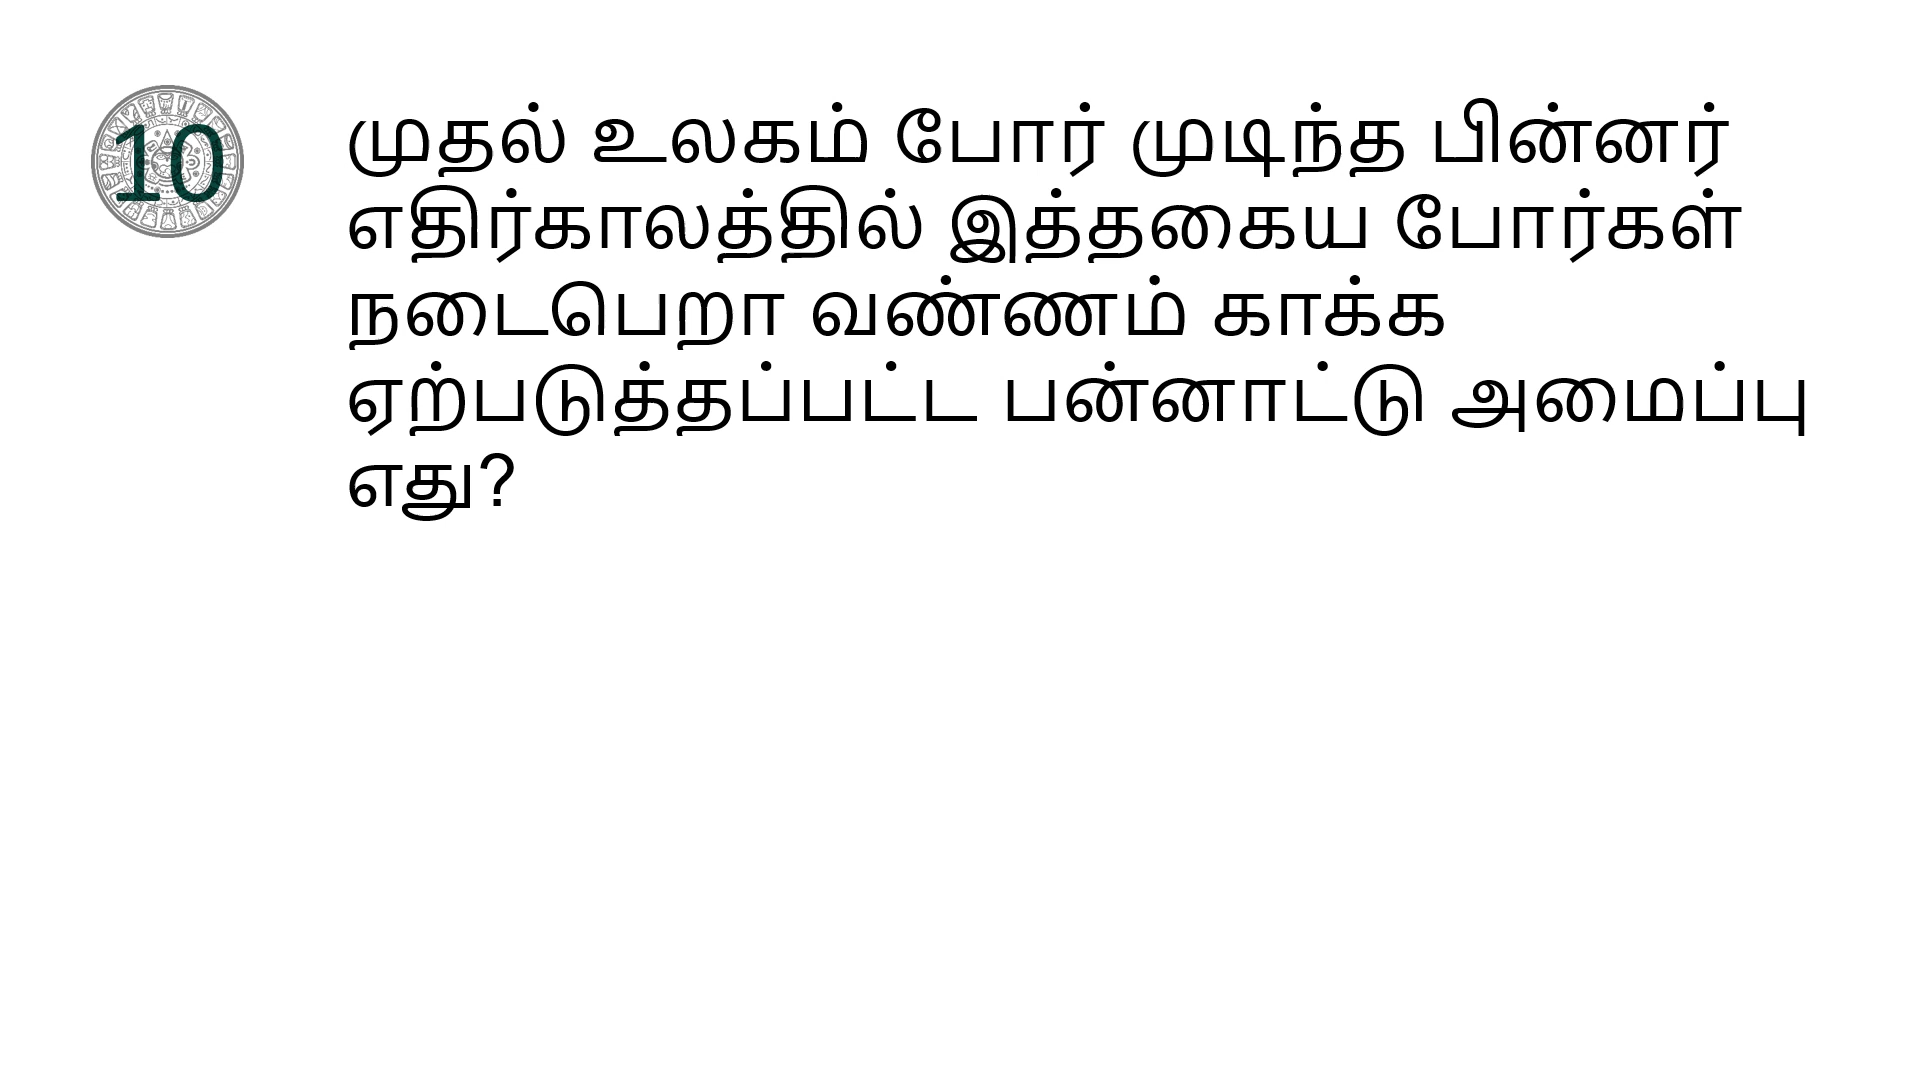 10
முதல் உலகம் போர் முடிந்த பின்னர்
எதிர்காலத்தில் இத்தகைய போர்கள்
நடைபெறா வண்ணம் காக்க
ஏற்படுத்தப்பட்ட பன்னாட்டு அமைப்பு
எது?